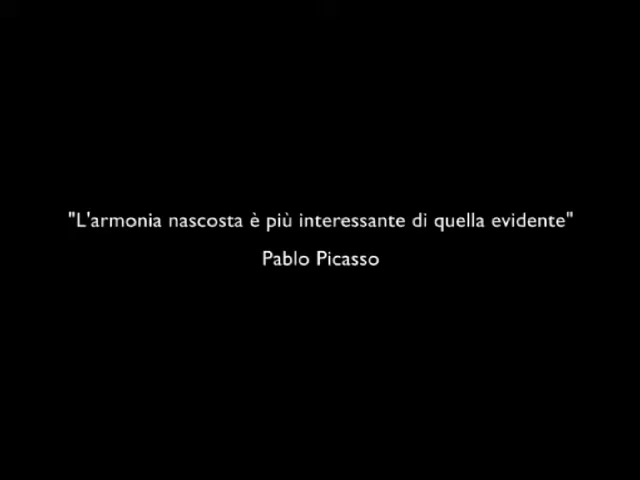 "L'armonia nascosta è più interessante di quella evidente"
Pablo Picasso